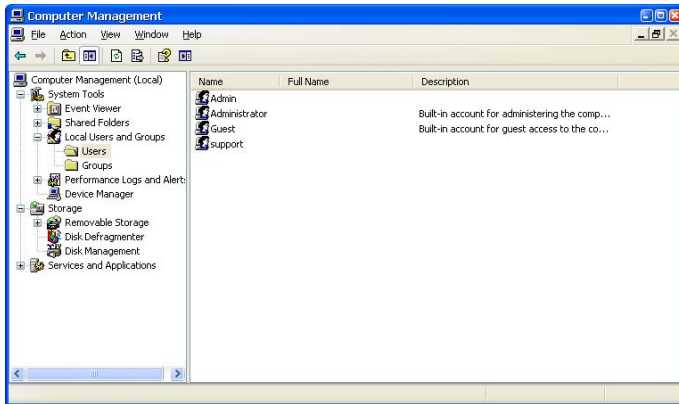 Computer Management
File Action View Window Help
Computer Management (Local)
System Tools
Event Viewer
Shared Folders
Local Users and Groups
Users
Groups
Performance Logs and Alerts
Device Manager
Storage
Removable Storage
Disk Defragmenter
Disk Management
Services and Applications
Name Full Name Description
Admin
Administrator Built-in account for administering the comp...
Guest Built-in account for guest access to the co...
support